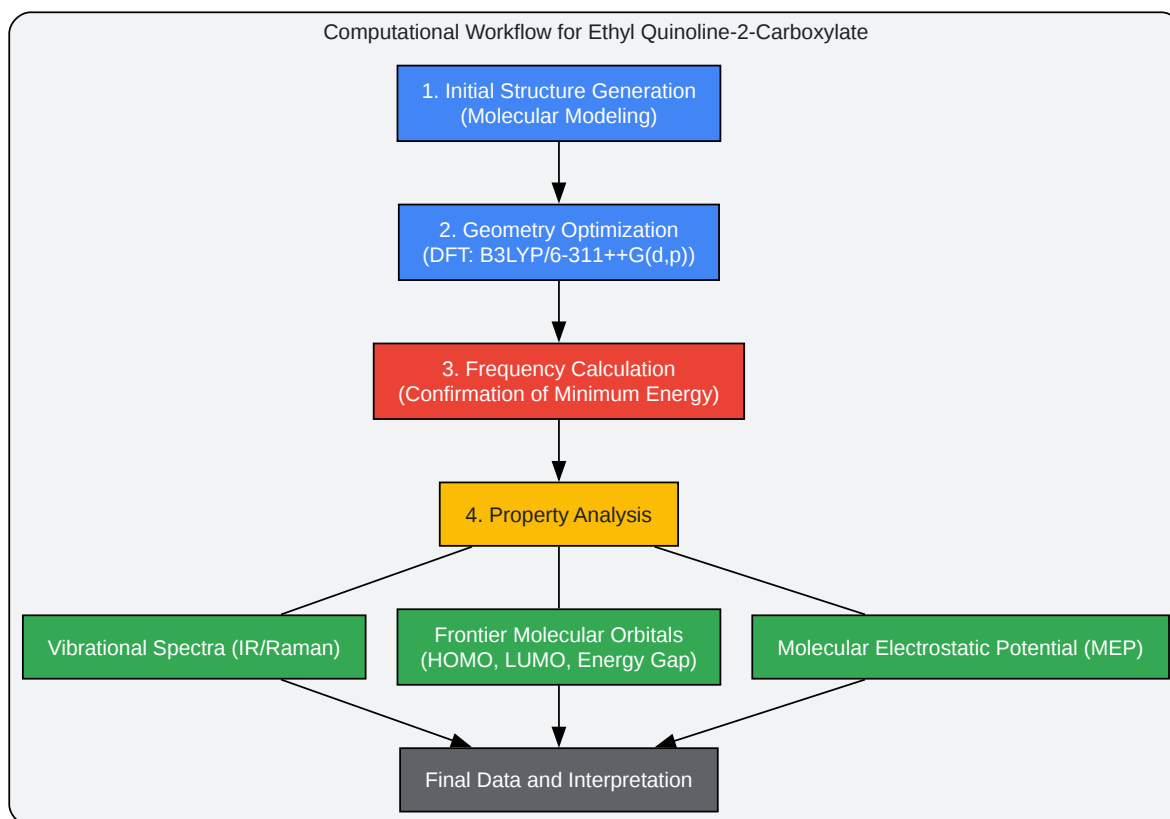 Computational Workflow for Ethyl Quinoline-2-Carboxylate
1. Initial Structure Generation
(Molecular Modeling)
2. Geometry Optimization
(DFT: B3LYP/6-311++G(d,p))
3. Frequency Calculation
(Confirmation of Minimum Energy)
4. Property Analysis
Vibrational Spectra (IR/Raman)
Frontier Molecular Orbitals
(HOMO, LUMO, Energy Gap)
Molecular Electrostatic Potential (MEP)
Final Data and Interpretation